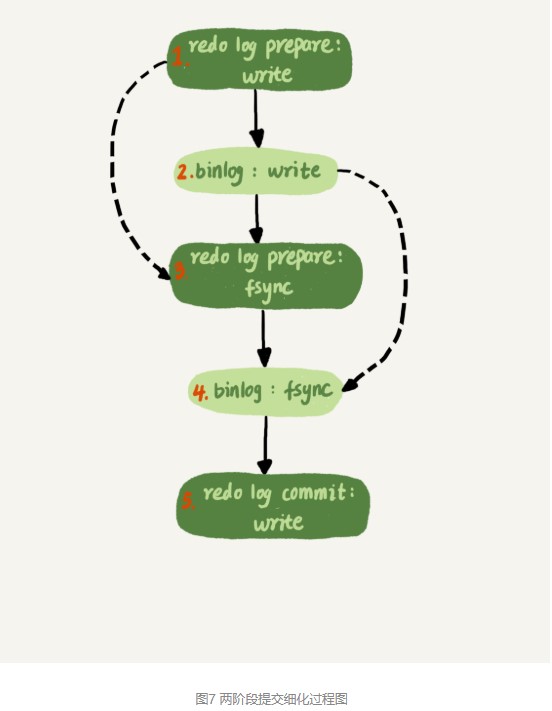 1. redo log prepare:
write
2. binlog : write
3. redo log prepare:
fsync
4. binlog : fsync
5. redo log commit:
write
图7 两阶段提交细化过程图